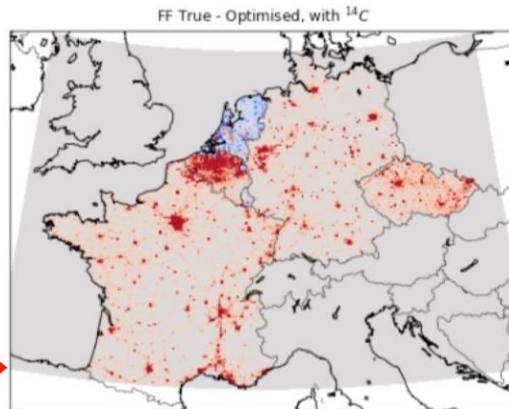 FF True - Optimised, with ¹⁴C